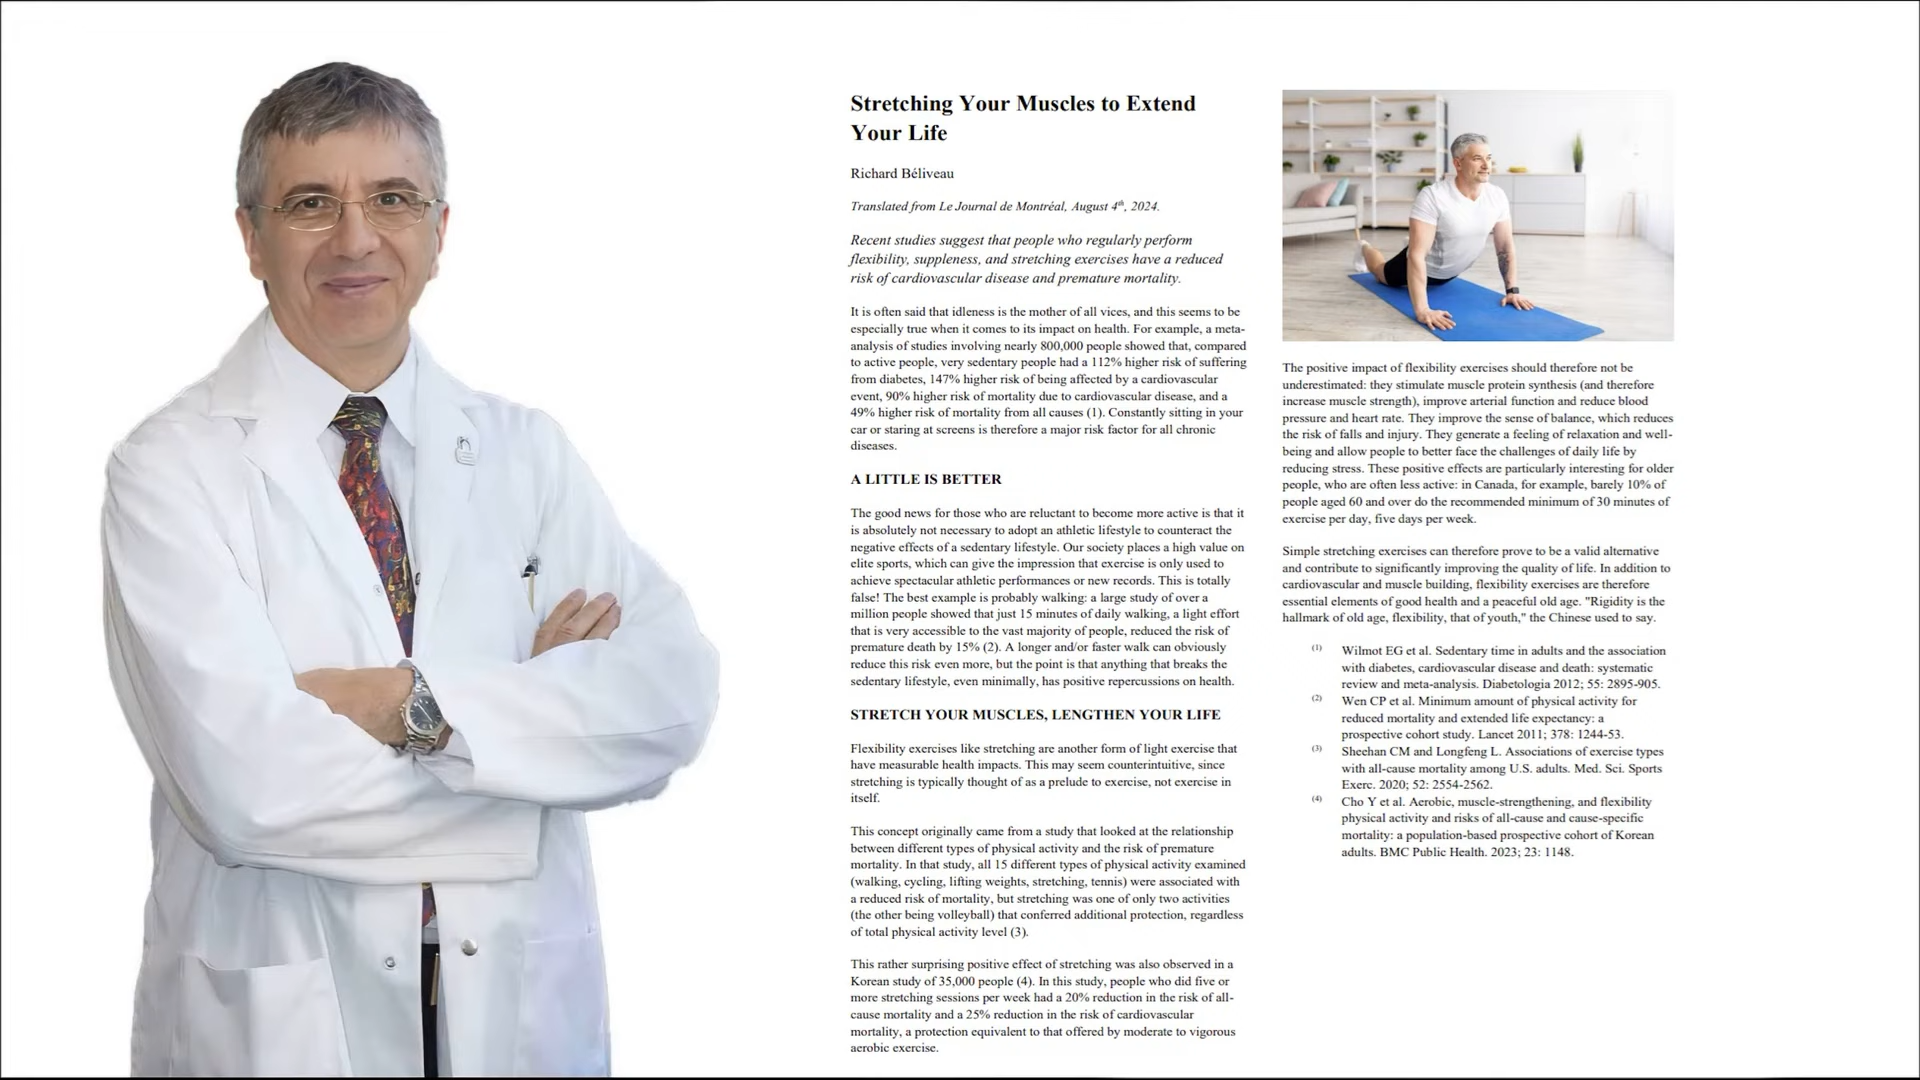 Stretching Your Muscles to Extend
Your Life
Richard Béliveau
Translated from Le Journal de Montréal, August 4th, 2024.
Recent studies suggest that people who regularly perform
flexibility, suppleness, and stretching exercises have a reduced
risk of cardiovascular disease and premature mortality.
It is often said that idleness is the mother of all vices, and this seems to be
especially true when it comes to its impact on health. For example, a meta-
analysis of studies involving nearly 800,000 people showed that, compared
to active people, very sedentary people had a 112% higher risk of suffering
from diabetes, 147% higher risk of being affected by a cardiovascular
event, 90% higher risk of mortality due to cardiovascular disease, and a
49% higher risk of mortality from all causes (1). Constantly sitting in your
car or staring at screens is therefore a major risk factor for all chronic
diseases.
A LITTLE IS BETTER
The good news for those who are reluctant to become more active is that it
is absolutely not necessary to adopt an athletic lifestyle to counteract the
negative effects of a sedentary lifestyle. Our society places a high value on
elite sports, which can give the impression that exercise is only used to
achieve spectacular athletic performances or new records. This is totally
false! The best example is probably walking: a large study of over a
million people showed that just 15 minutes of daily walking, a light effort
that is very accessible to the vast majority of people, reduced the risk of
premature death by 15% (2). A longer and/or faster walk can obviously
reduce this risk even more, but the point is that anything that breaks the
sedentary lifestyle, even minimally, has positive repercussions on health.
STRETCH YOUR MUSCLES, LENGTHEN YOUR LIFE
Flexibility exercises like stretching are another form of light exercise that
have measurable health impacts. This may seem counterintuitive, since
stretching is typically thought of as a prelude to exercise, not exercise in
itself.
This concept originally came from a study that looked at the relationship
between different types of physical activity and the risk of premature
mortality. In that study, all 15 different types of physical activity examined
(walking, cycling, lifting weights, stretching, tennis) were associated with
a reduced risk of mortality, but stretching was one of only two activities
(the other being volleyball) that conferred additional protection, regardless
of total physical activity level (3).
This rather surprising positive effect of stretching was also observed in a
Korean study of 35,000 people (4). In this study, people who did five or
more stretching sessions per week had a 20% reduction in the risk of all-
cause mortality and a 25% reduction in the risk of cardiovascular
mortality, a protection equivalent to that offered by moderate to vigorous
aerobic exercise.
The positive impact of flexibility exercises should therefore not be
underestimated: they stimulate muscle protein synthesis (and therefore
increase muscle strength), improve arterial function and reduce blood
pressure and heart rate. They improve the sense of balance, which reduces
the risk of falls and injury. They generate a feeling of relaxation and well-
being and allow people to better face the challenges of daily life by
reducing stress. These positive effects are particularly interesting for older
people, who are often less active: in Canada, for example, barely 10% of
people aged 60 and over do the recommended minimum of 30 minutes of
exercise per day, five days per week.
Simple stretching exercises can therefore prove to be a valid alternative
and contribute to significantly improving the quality of life. In addition to
cardiovascular and muscle building, flexibility exercises are therefore
essential elements of good health and a peaceful old age. "Rigidity is the
hallmark of old age, flexibility, that of youth," the Chinese used to say.
(1) Wilmot EG et al. Sedentary time in adults and the association
with diabetes, cardiovascular disease and death: systematic
review and meta-analysis. Diabetologia 2012; 55: 2895-905.
(2) Wen CP et al. Minimum amount of physical activity for
reduced mortality and extended life expectancy: a
prospective cohort study. Lancet 2011; 378: 1244-53.
(3) Sheehan CM and Longfeng L. Associations of exercise types
with all-cause mortality among U.S. adults. Med. Sci. Sports
Exerc. 2020; 52: 2554-2562.
(4) Cho Y et al. Aerobic, muscle-strengthening, and flexibility
physical activity and risks of all-cause and cause-specific
mortality: a population-based prospective cohort of Korean
adults. BMC Public Health. 2023; 23: 1148.